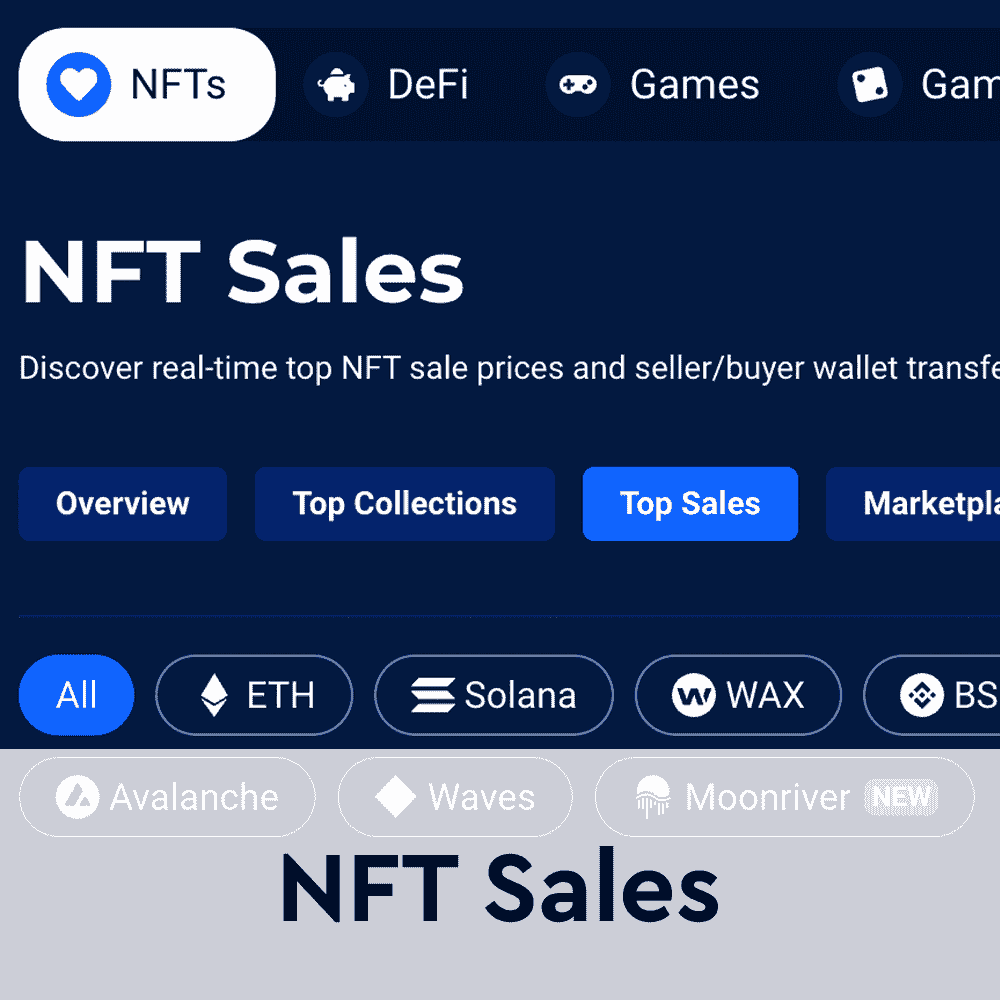 NFTs DeFi Games Gam
NFT Sales
Discover real-time top NFT sale prices and seller/buyer wallet transfe
Overview Top Collections Top Sales Marketpla
All ETH Solana WAX BS
Avalanche Waves Moonriver NEW
NFT Sales